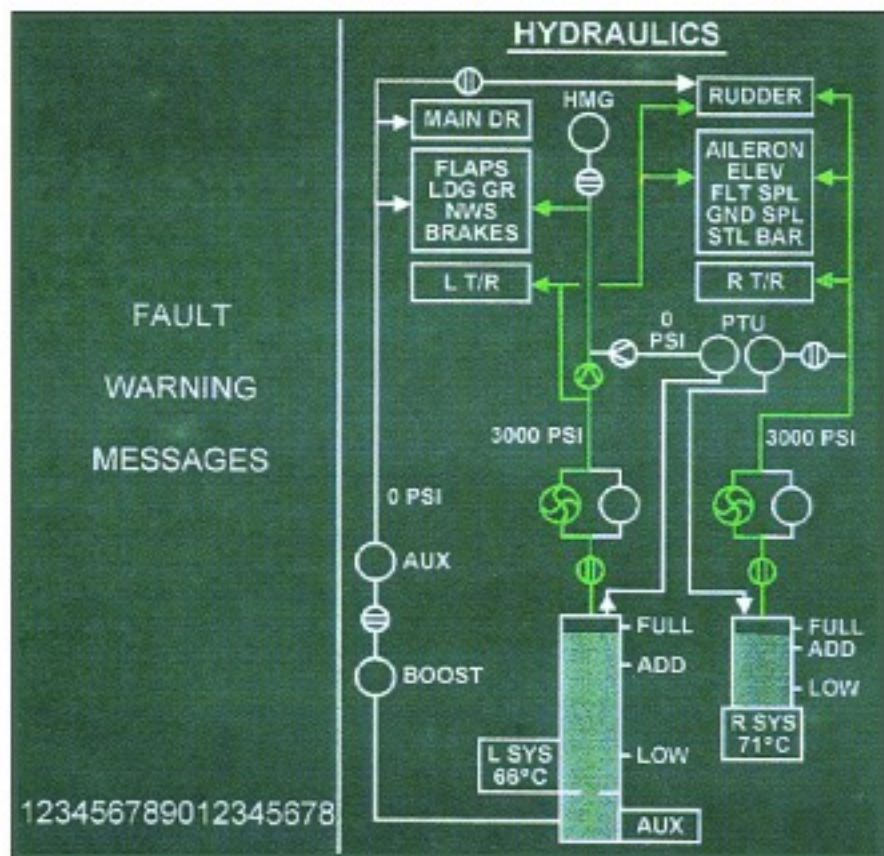 HYDRAULICS
HMG
RUDDER
MAIN DR
FLAPS
LDG GR
NWS
BRAKES
AILERON
ELEV
FLT SPL
GND SPL
STL BAR
L T/R
R T/R
FAULT
WARNING
MESSAGES
0
PSI
PTU
3000 PSI
3000 PSI
0 PSI
AUX
BOOST
FULL
ADD
LOW
FULL
ADD
LOW
L SYS
66°C
R SYS
71°C
AUX
123456789012345678